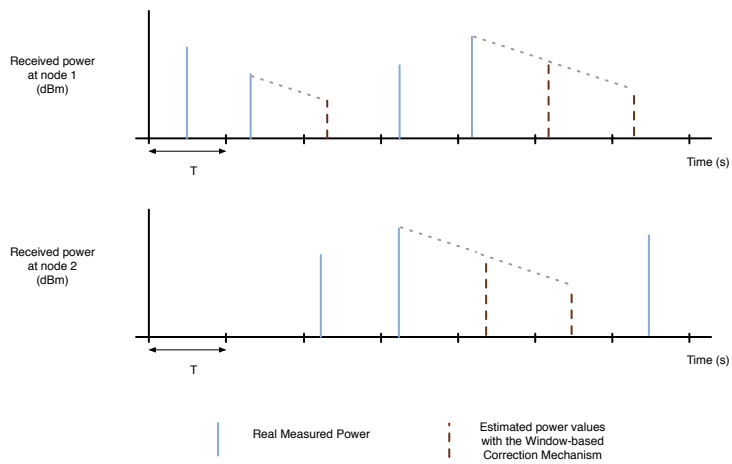 Received power
at node 1
(dBm)
Time (s)
T
Received power
at node 2
(dBm)
Time (s)
T
Real Measured Power
Estimated power values
with the Window-based
Correction Mechanism